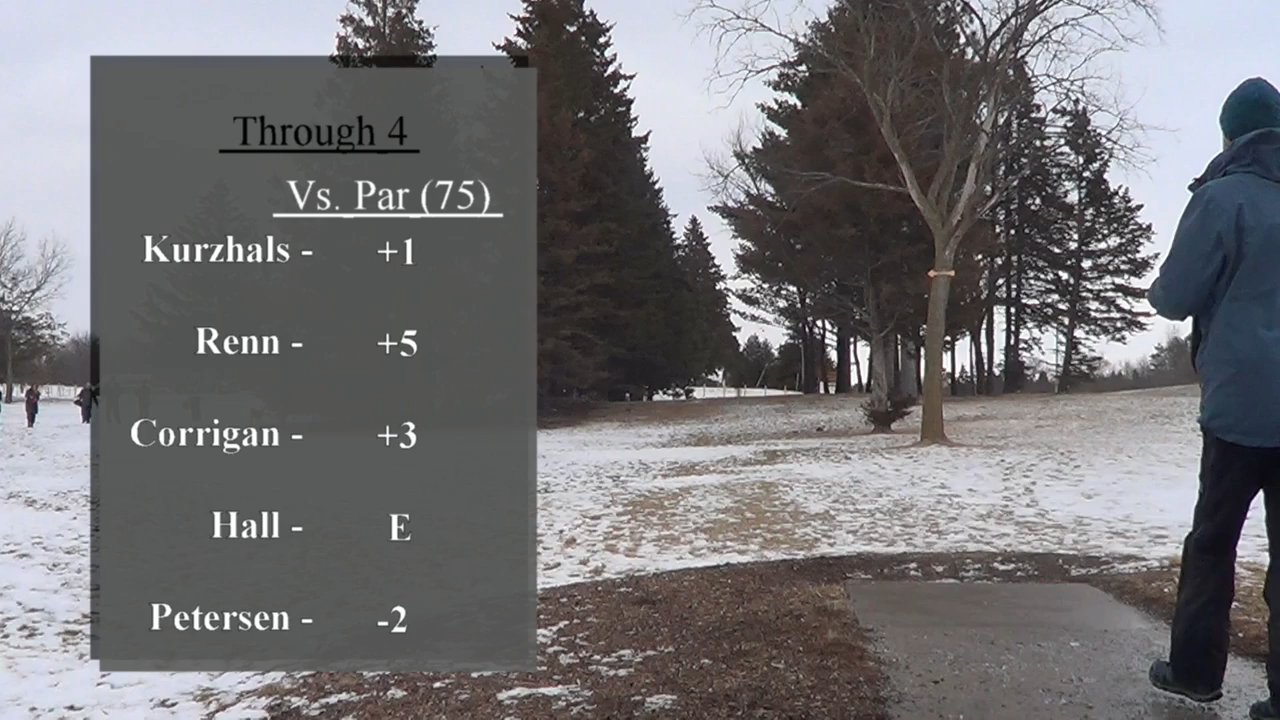 Through 4
Vs. Par (75)
Kurzhals - +1
Renn - +5
Corrigan - +3
Hall - E
Petersen - -2